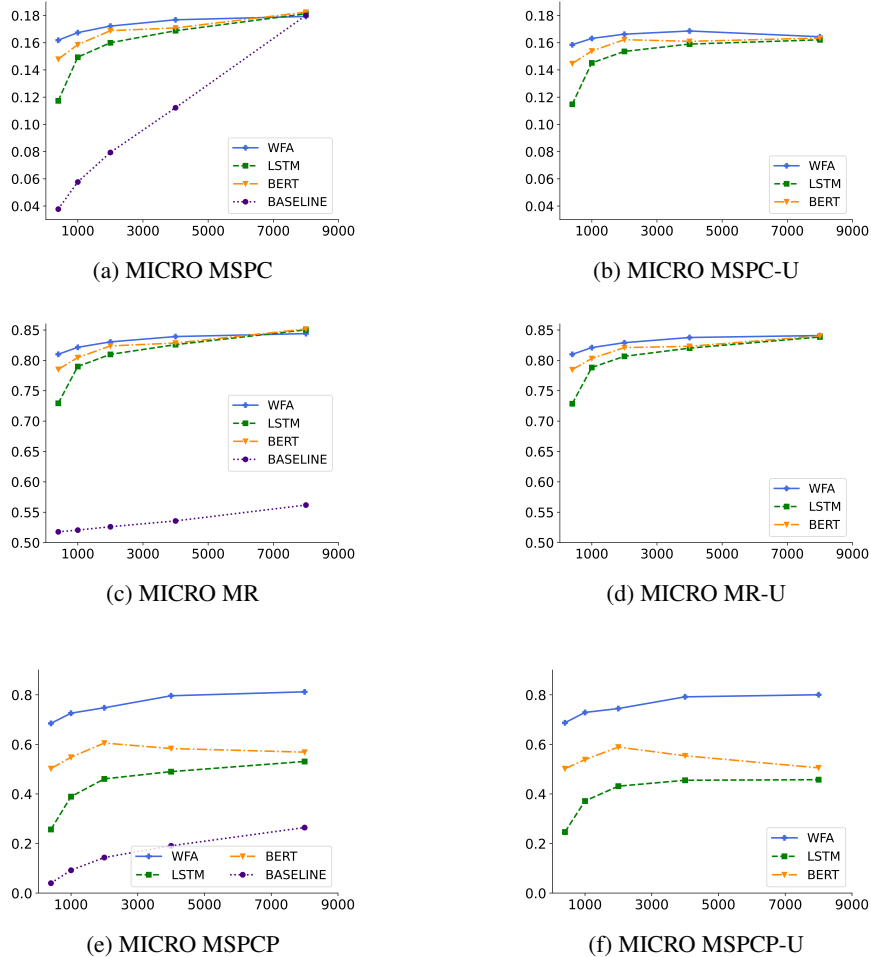 0.18
0.16
0.14
0.12
0.10
0.08
0.06
0.04
WFA
LSTM
BERT
BASELINE
1000 3000 5000 7000 9000
(a) MICRO MSPC
0.18
0.16
0.14
0.12
0.10
0.08
0.06
0.04
WFA
LSTM
BERT
1000 3000 5000 7000 9000
(b) MICRO MSPC-U
0.85
0.80
0.75
0.70
0.65
0.60
0.55
0.50
WFA
LSTM
BERT
BASELINE
1000 3000 5000 7000 9000
(c) MICRO MR
0.85
0.80
0.75
0.70
0.65
0.60
0.55
0.50
WFA
LSTM
BERT
1000 3000 5000 7000 9000
(d) MICRO MR-U
0.8
0.6
0.4
0.2
0.0
WFA BERT
LSTM BASELINE
1000 3000 5000 7000 9000
(e) MICRO MSPCP
0.8
0.6
0.4
0.2
0.0
WFA
LSTM
BERT
1000 3000 5000 7000 9000
(f) MICRO MSPCP-U